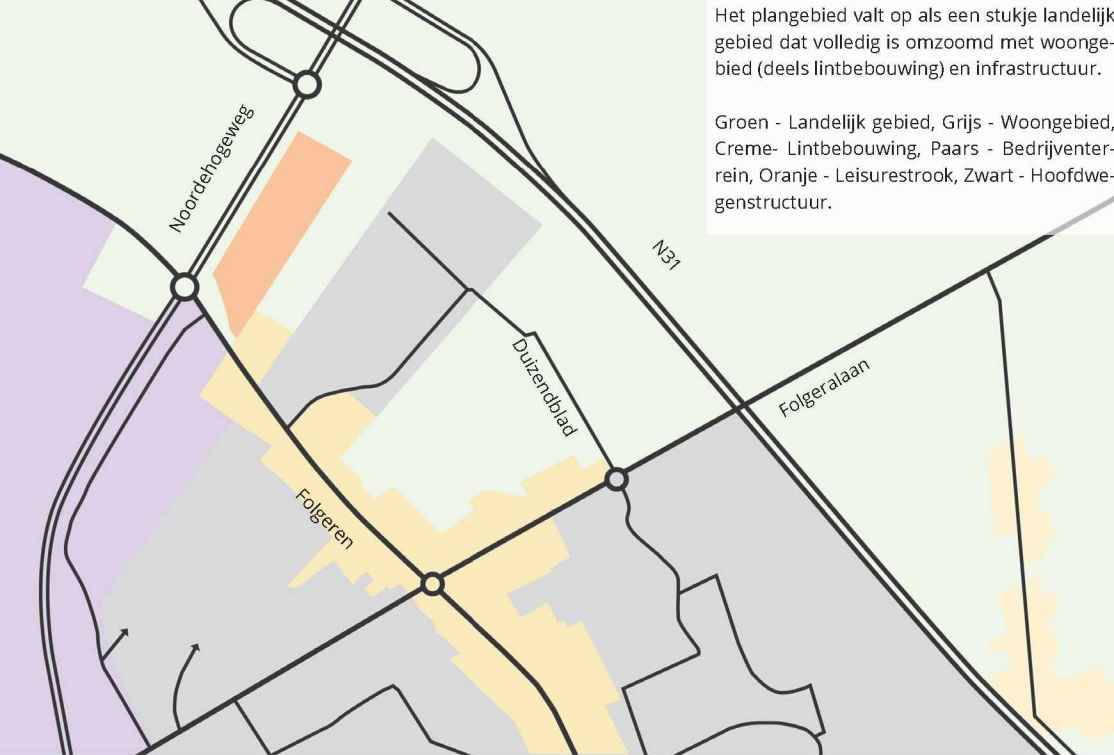 Het plangebied valt op als een stukje landelijk
gebied dat volledig is omzoomd met woonge-
bied (deels lintbebouwing) en infrastructuur.
Groen - Landelijk gebied, Grijs - Woongebied,
Creme- Lintbebouwing, Paars - Bedrijventer-
rein, Oranje - Leisurestrook, Zwart - Hoofdwe-
genstructuur.
Noordehogeweg
N31
Duizendblad
Folgeralaan
Folgeren